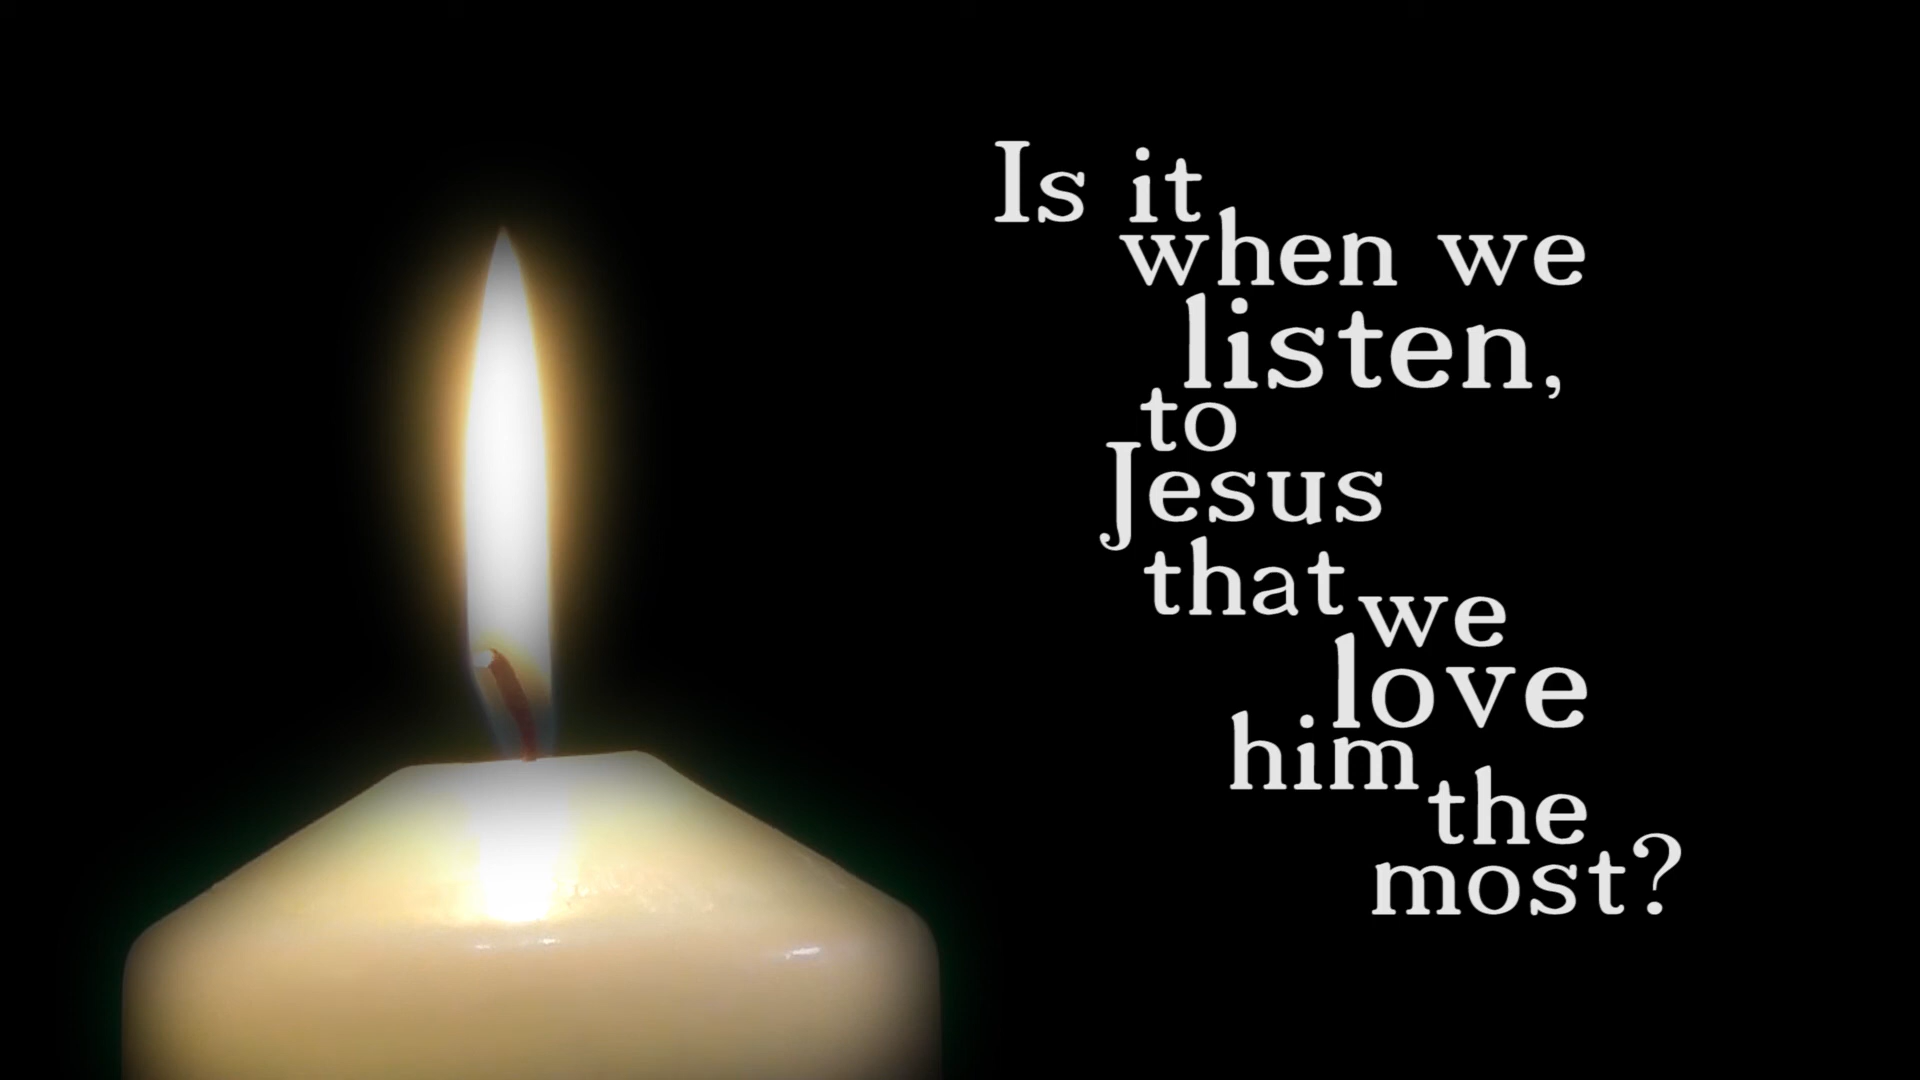 Is it
when we
listen,
to
Jesus
that we
love
him the
most?